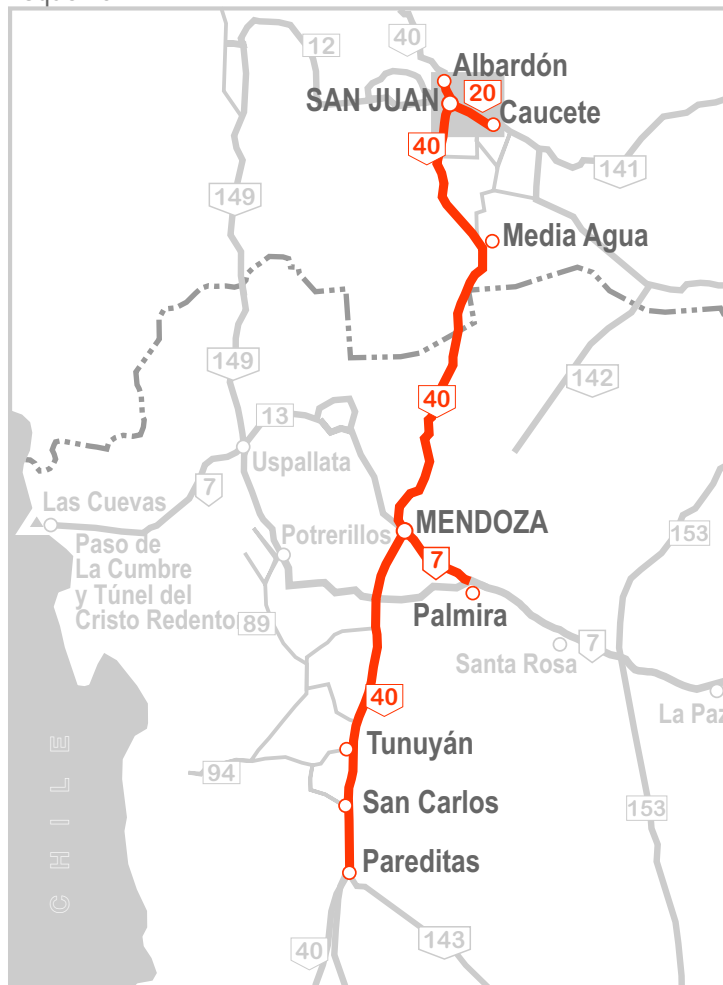 40
12
Albardón
SAN JUAN
20
Caucete
40
141
149
Media Agua
149
142
40
13
Uspallata
7
Las Cuevas
MENDOZA
Potrerillos
153
Paso de
La Cumbre
y Túnel del
Cristo Redento
7
Palmira
89
7
Santa Rosa
40
La Paz
Tunuyán
94
San Carlos
153
CHILE
Pareditas
143
40